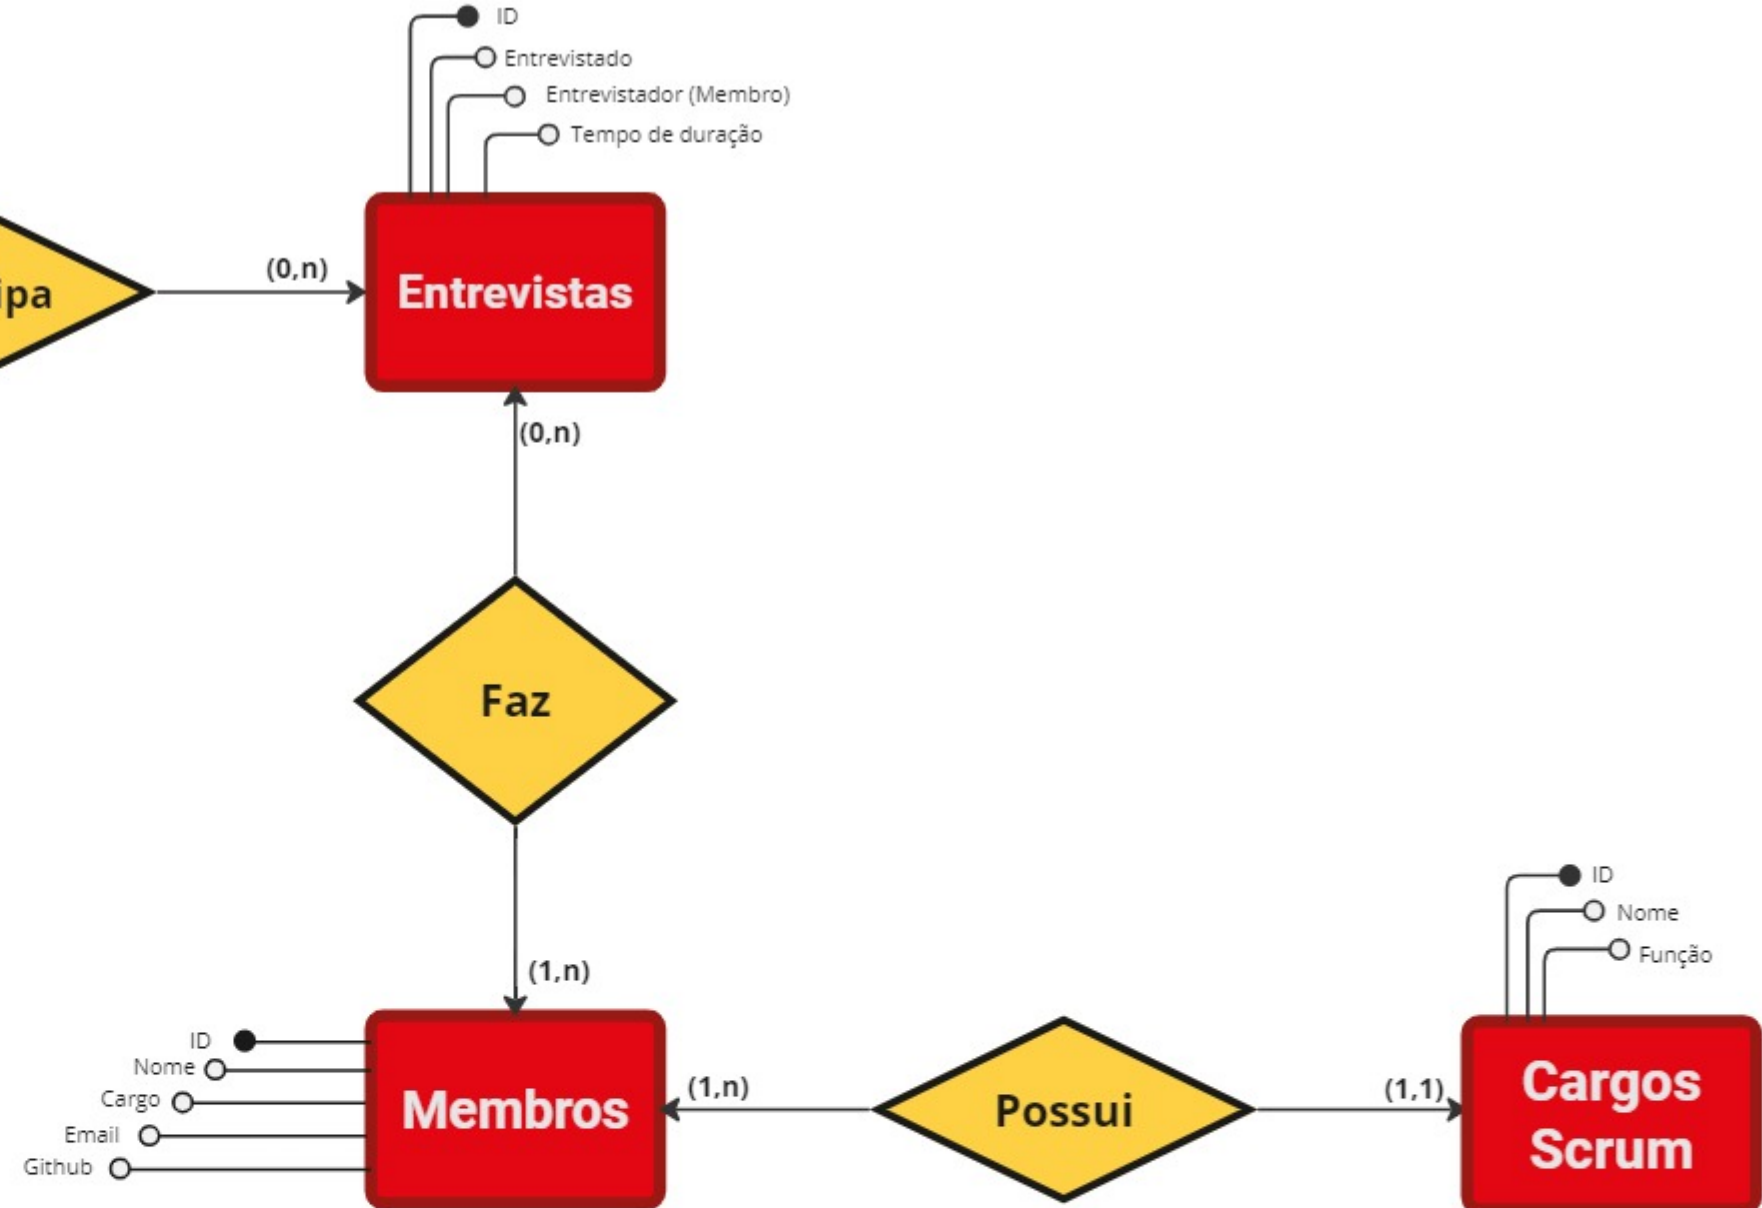 ID
Entrevistado
Entrevistador (Membro)
Tempo de duração
(0,n)
ipa
Entrevistas
(0,n)
Faz
(1,n)
ID
Nome
Função
ID
Nome
Cargo
Email
Github
Membros
(1,n)
Possui
(1,1)
Cargos
Scrum